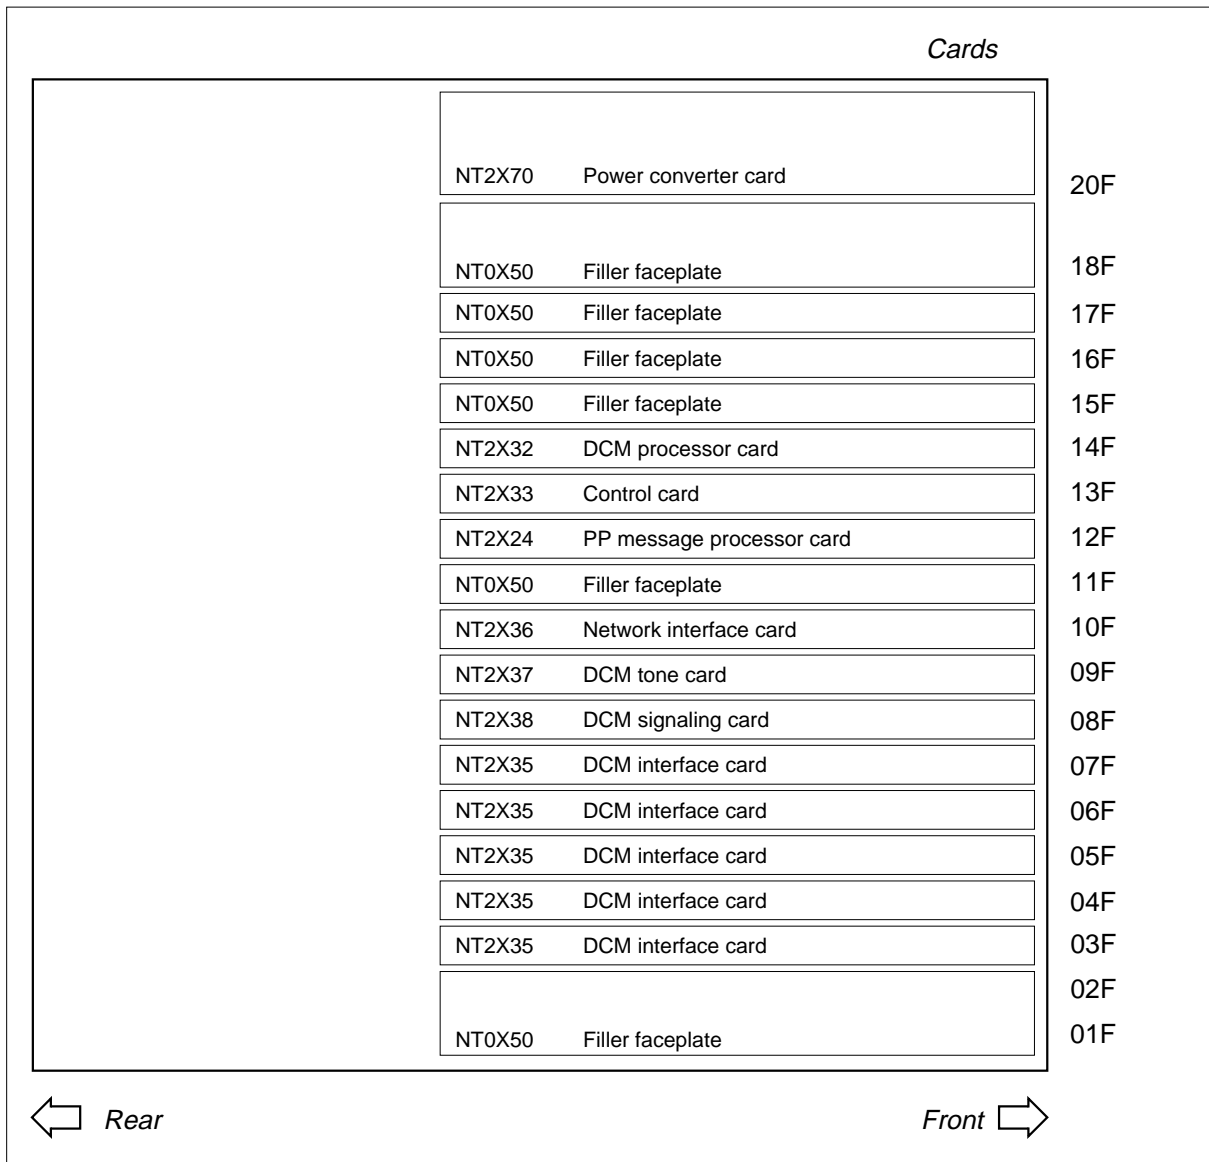 Cards
NT2X70 Power converter card 20F
NT0X50 Filler faceplate 18F
NT0X50 Filler faceplate 17F
NT0X50 Filler faceplate 16F
NT0X50 Filler faceplate 15F
NT2X32 DCM processor card 14F
NT2X33 Control card 13F
NT2X24 PP message processor card 12F
NT0X50 Filler faceplate 11F
NT2X36 Network interface card 10F
NT2X37 DCM tone card 09F
NT2X38 DCM signaling card 08F
NT2X35 DCM interface card 07F
NT2X35 DCM interface card 06F
NT2X35 DCM interface card 05F
NT2X35 DCM interface card 04F
NT2X35 DCM interface card 03F
02F
NT0X50 Filler faceplate 01F
Rear Front